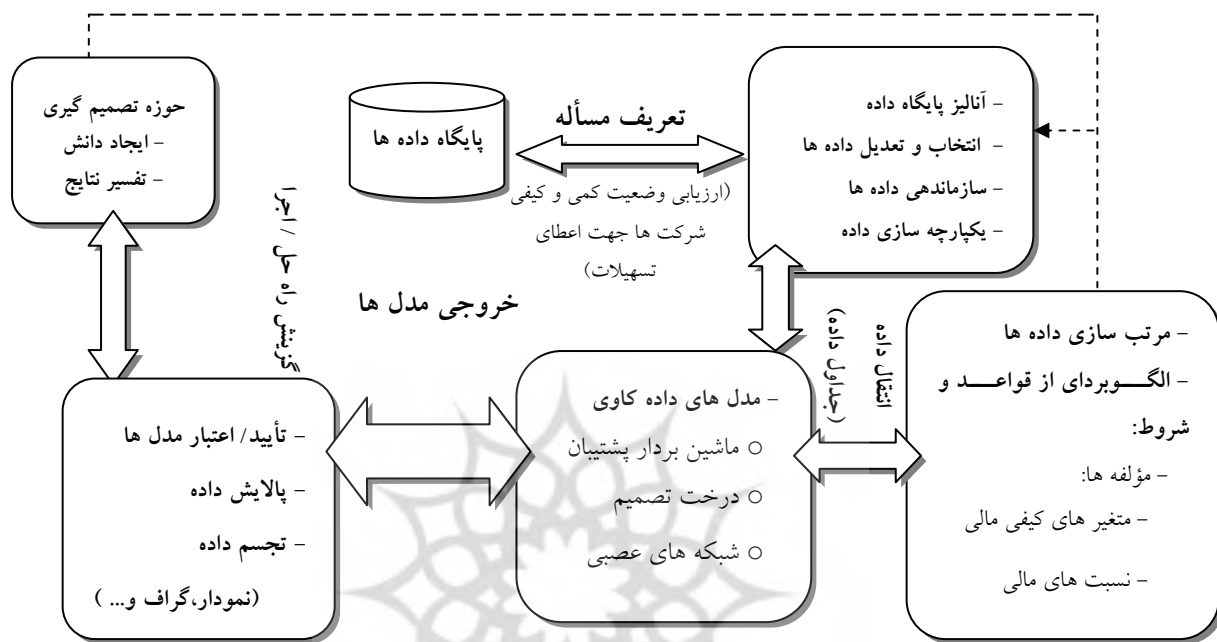 – آنالیز پایگاه داده
– انتخاب و تعدیل داده ها
– سازماندهی داده ها
– یکپارچه سازی داده
تعریف مسأله
(ارزیابی وضعیت کمی و کیفی
شرکت ها جهت اعطای
تسهیلات)
پایگاه داده ها
حوزه تصمیم گیری
– ایجاد دانش
– تفسیر نتایج
گزینش راه حل / اجرا
خروجی مدل ها
انتقال داده
(جداول داده)
– مرتب سازی داده ها
– الگـــوبردای از قواعـــد و
شروط:
– مؤلفه ها:
– متغیر های کیفی مالی
– نسبت های مالی
– مدل های داده کاوی
○ ماشین بردار پشتیبان
○ درخت تصمیم
○ شبکه های عصبی
– تأیید/ اعتبار مدل ها
– پالایش داده
– تجسم داده
(نمودار،گراف و... )